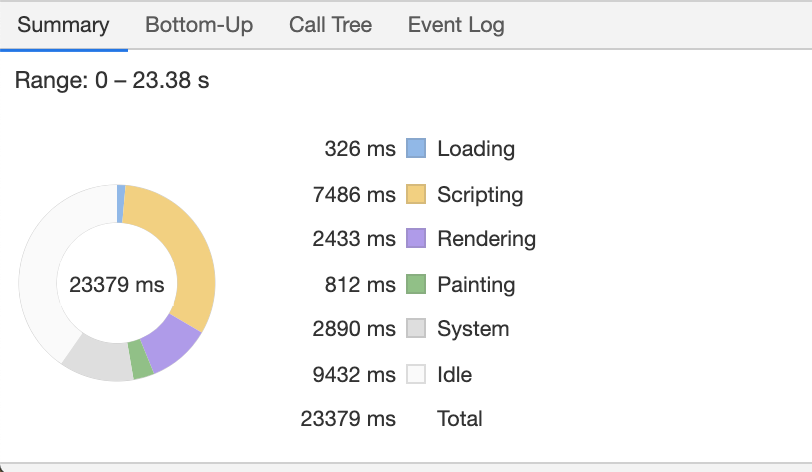 Summary Bottom-Up Call Tree Event Log
Range: 0 – 23.38 s
326 ms Loading
7486 ms Scripting
2433 ms Rendering
23379 ms
812 ms Painting
2890 ms System
9432 ms Idle
23379 ms Total